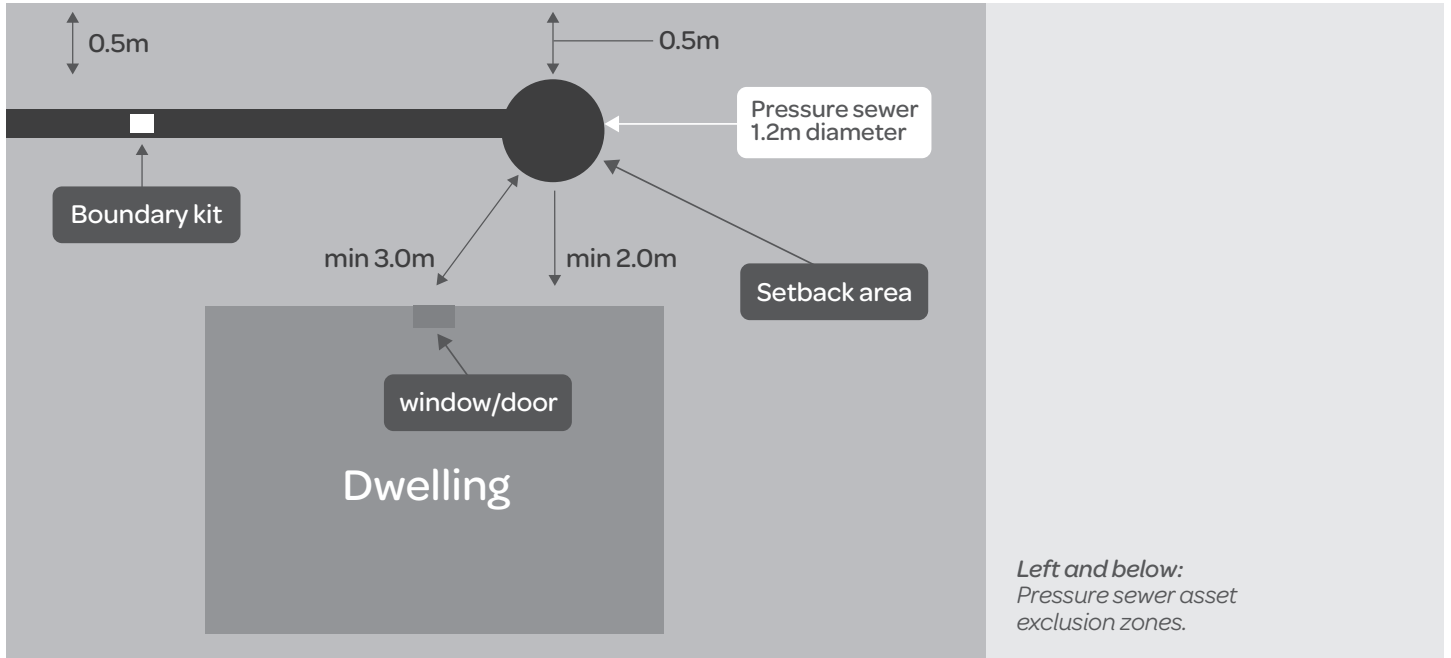 0.5m
0.5m
Pressure sewer
1.2m diameter
Boundary kit
min 3.0m
min 2.0m
Setback area
window/door
Dwelling
Left and below:
Pressure sewer asset
exclusion zones.